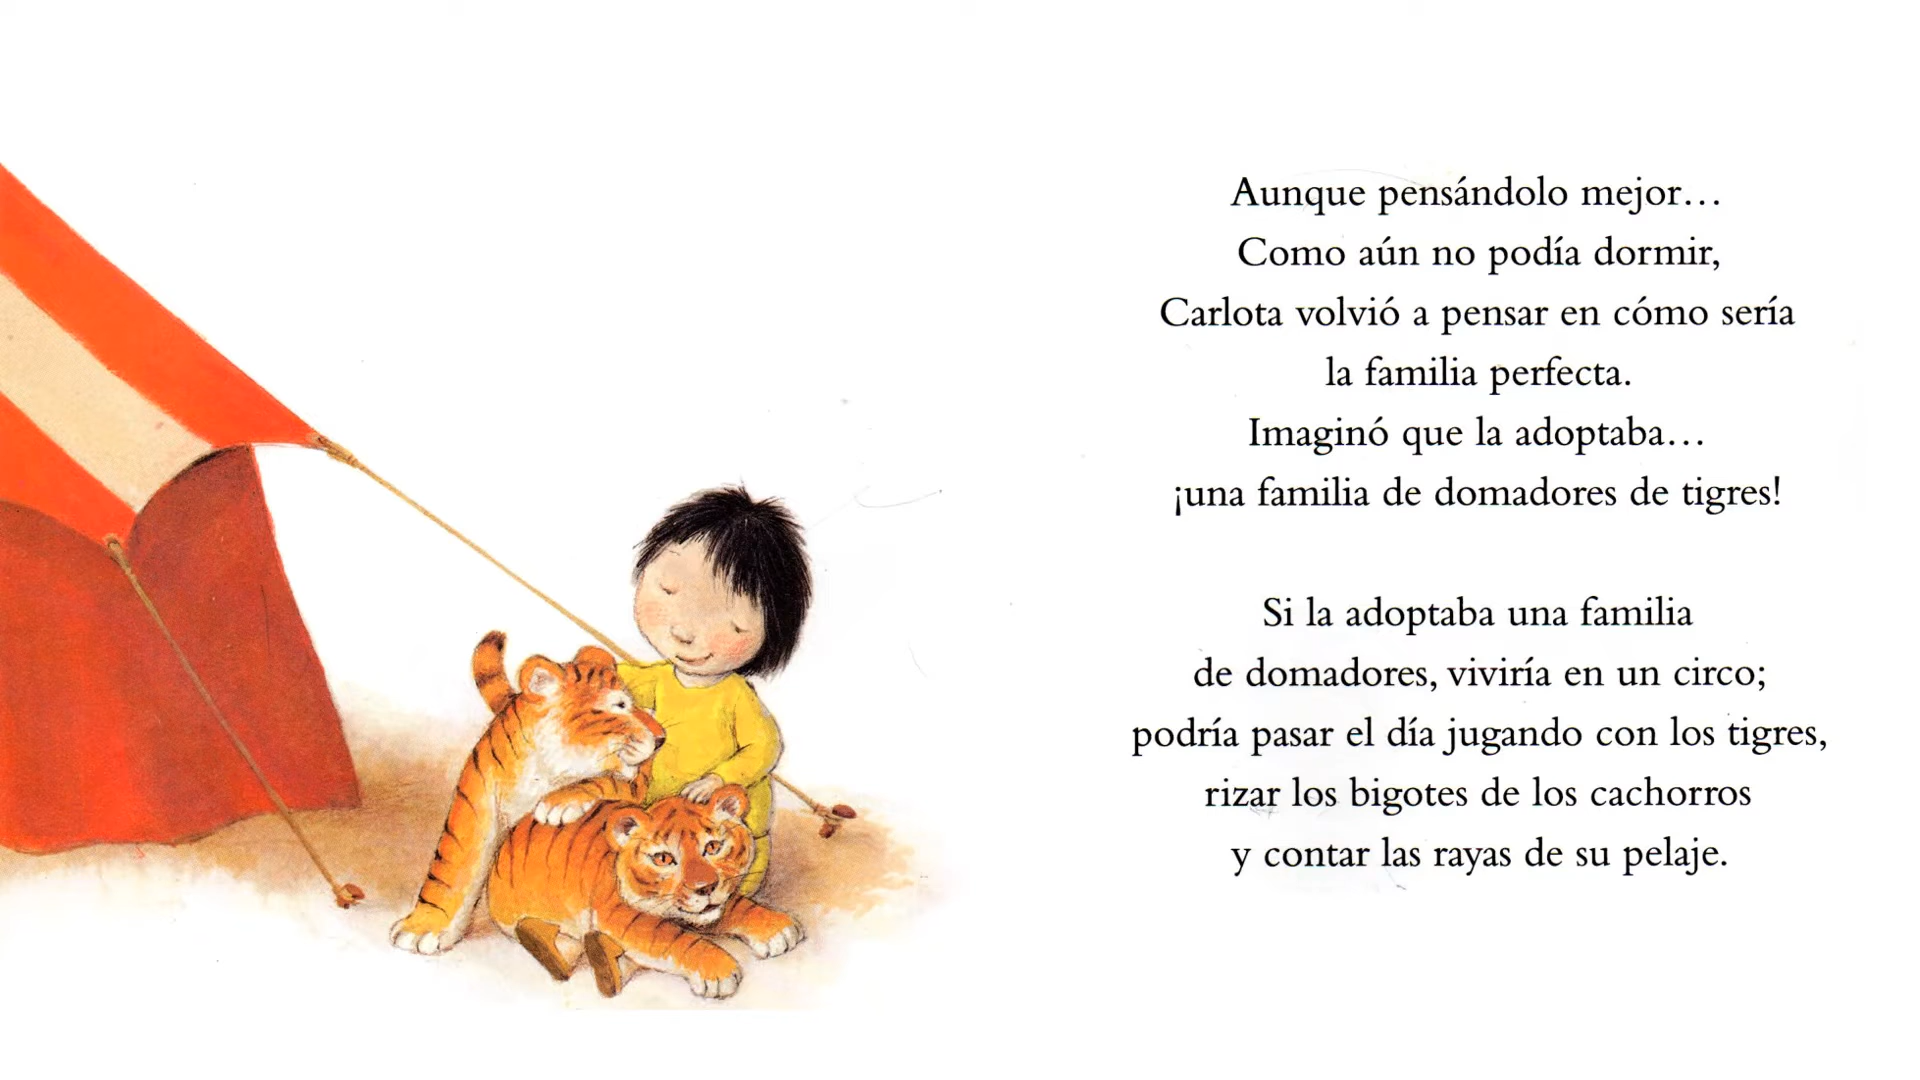 Aunque pensándolo mejor…
Como aún no podía dormir,
Carlota volvió a pensar en cómo sería
la familia perfecta.
Imaginó que la adoptaba…
¡una familia de domadores de tigres!
Si la adoptaba una familia
de domadores, viviría en un circo;
podría pasar el día jugando con los tigres,
rizar los bigotes de los cachorros
y contar las rayas de su pelaje.